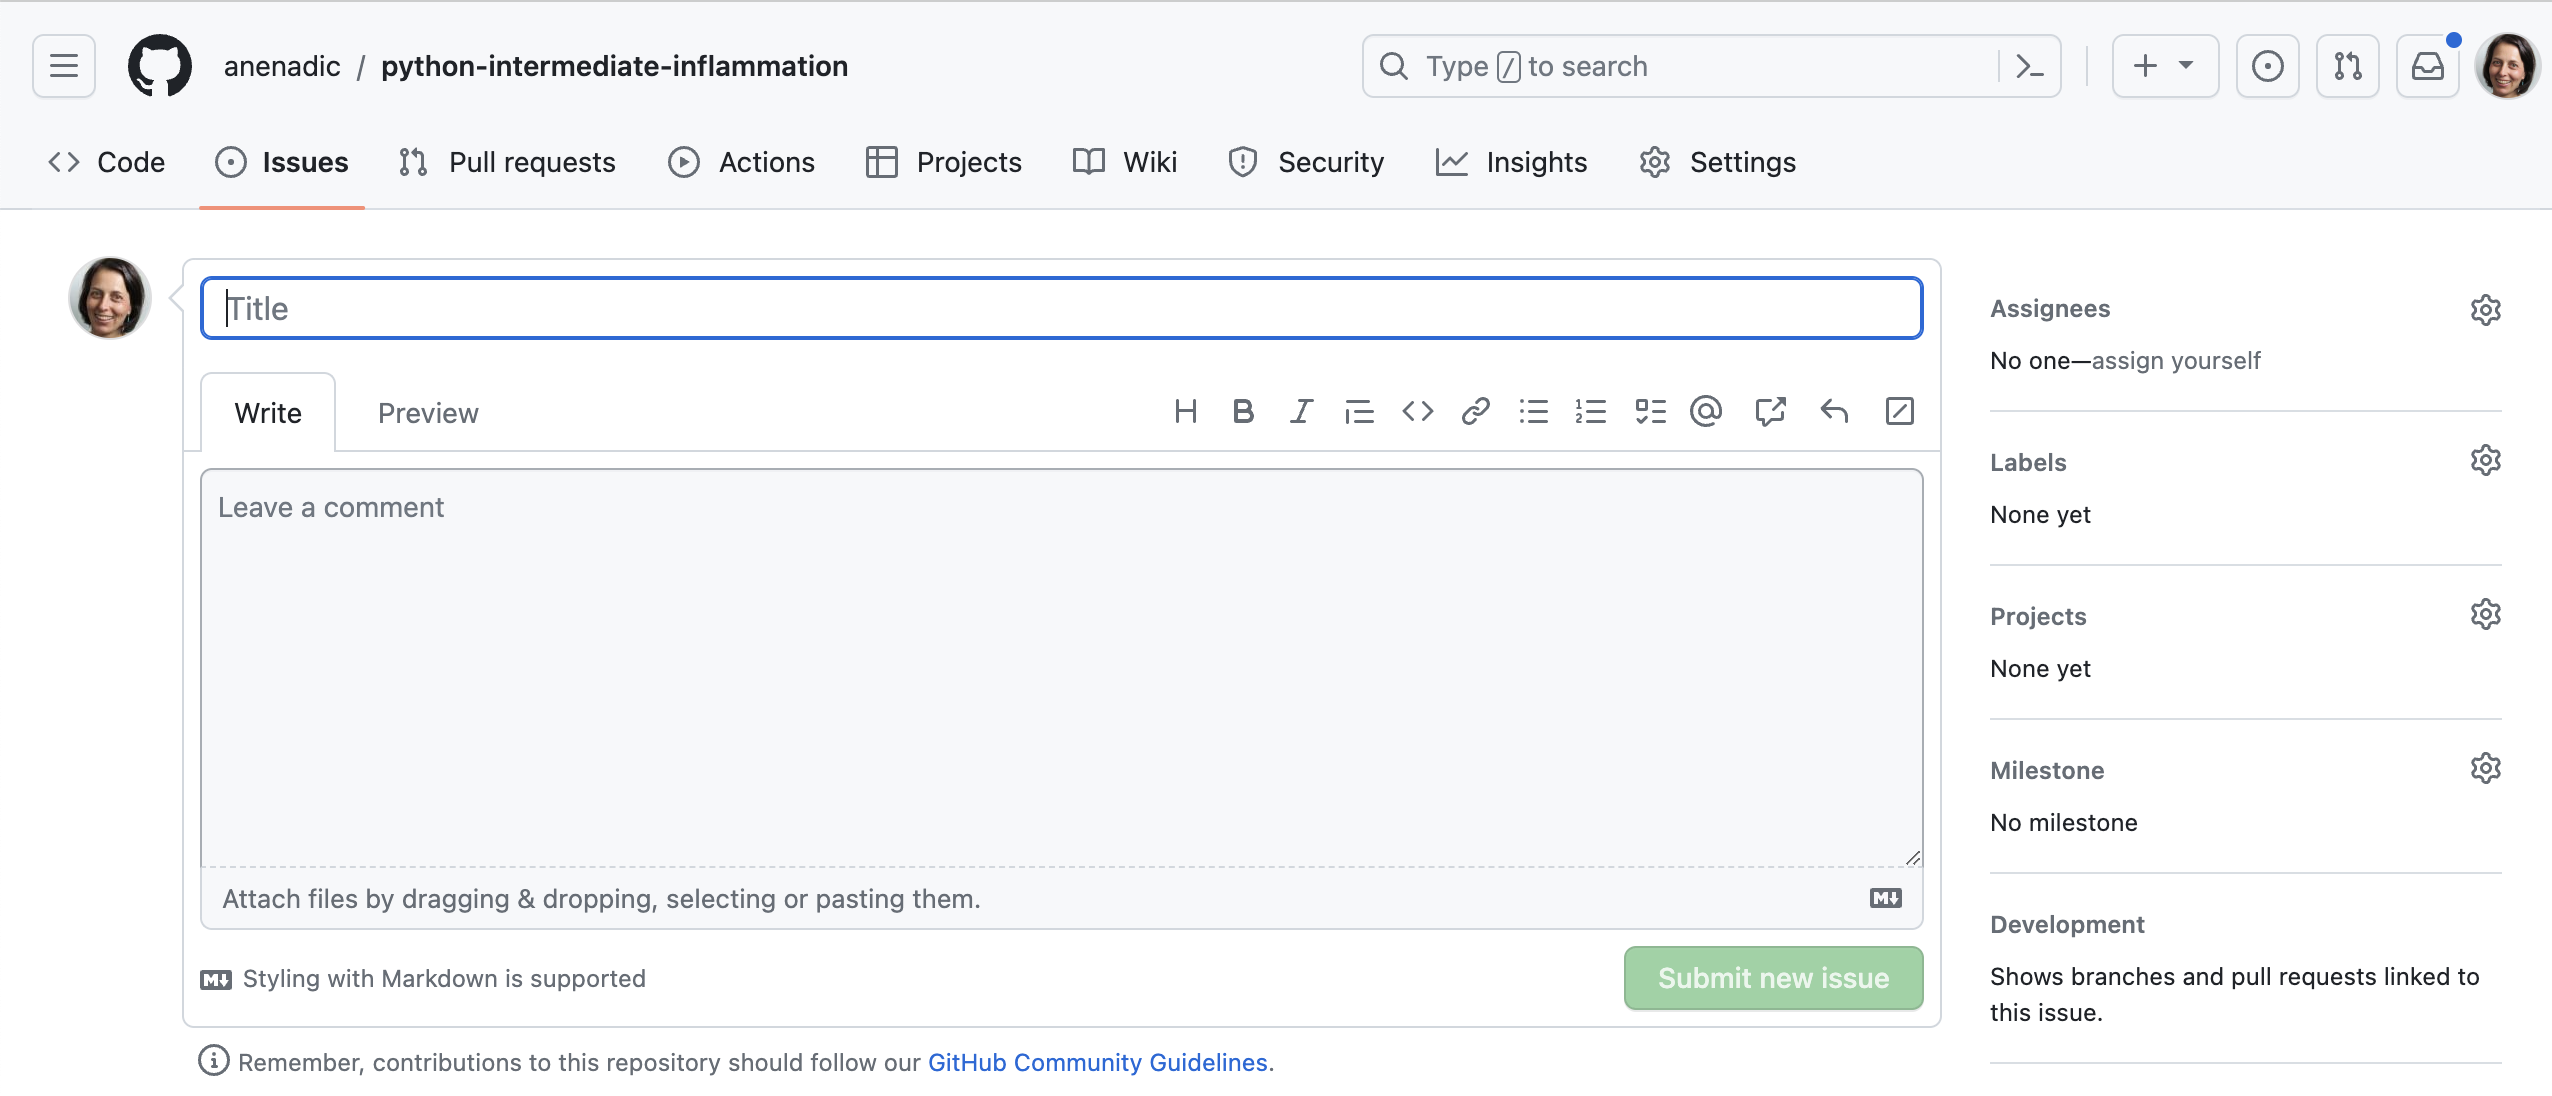 anenadic / python-intermediate-inflammation
Type / to search
Code Issues Pull requests Actions Projects Wiki Security Insights Settings
Title
Write Preview
Leave a comment
Attach files by dragging & dropping, selecting or pasting them.
Styling with Markdown is supported
Submit new issue
Remember, contributions to this repository should follow our GitHub Community Guidelines.
Assignees
No one—assign yourself
Labels
None yet
Projects
None yet
Milestone
No milestone
Development
Shows branches and pull requests linked to
this issue.